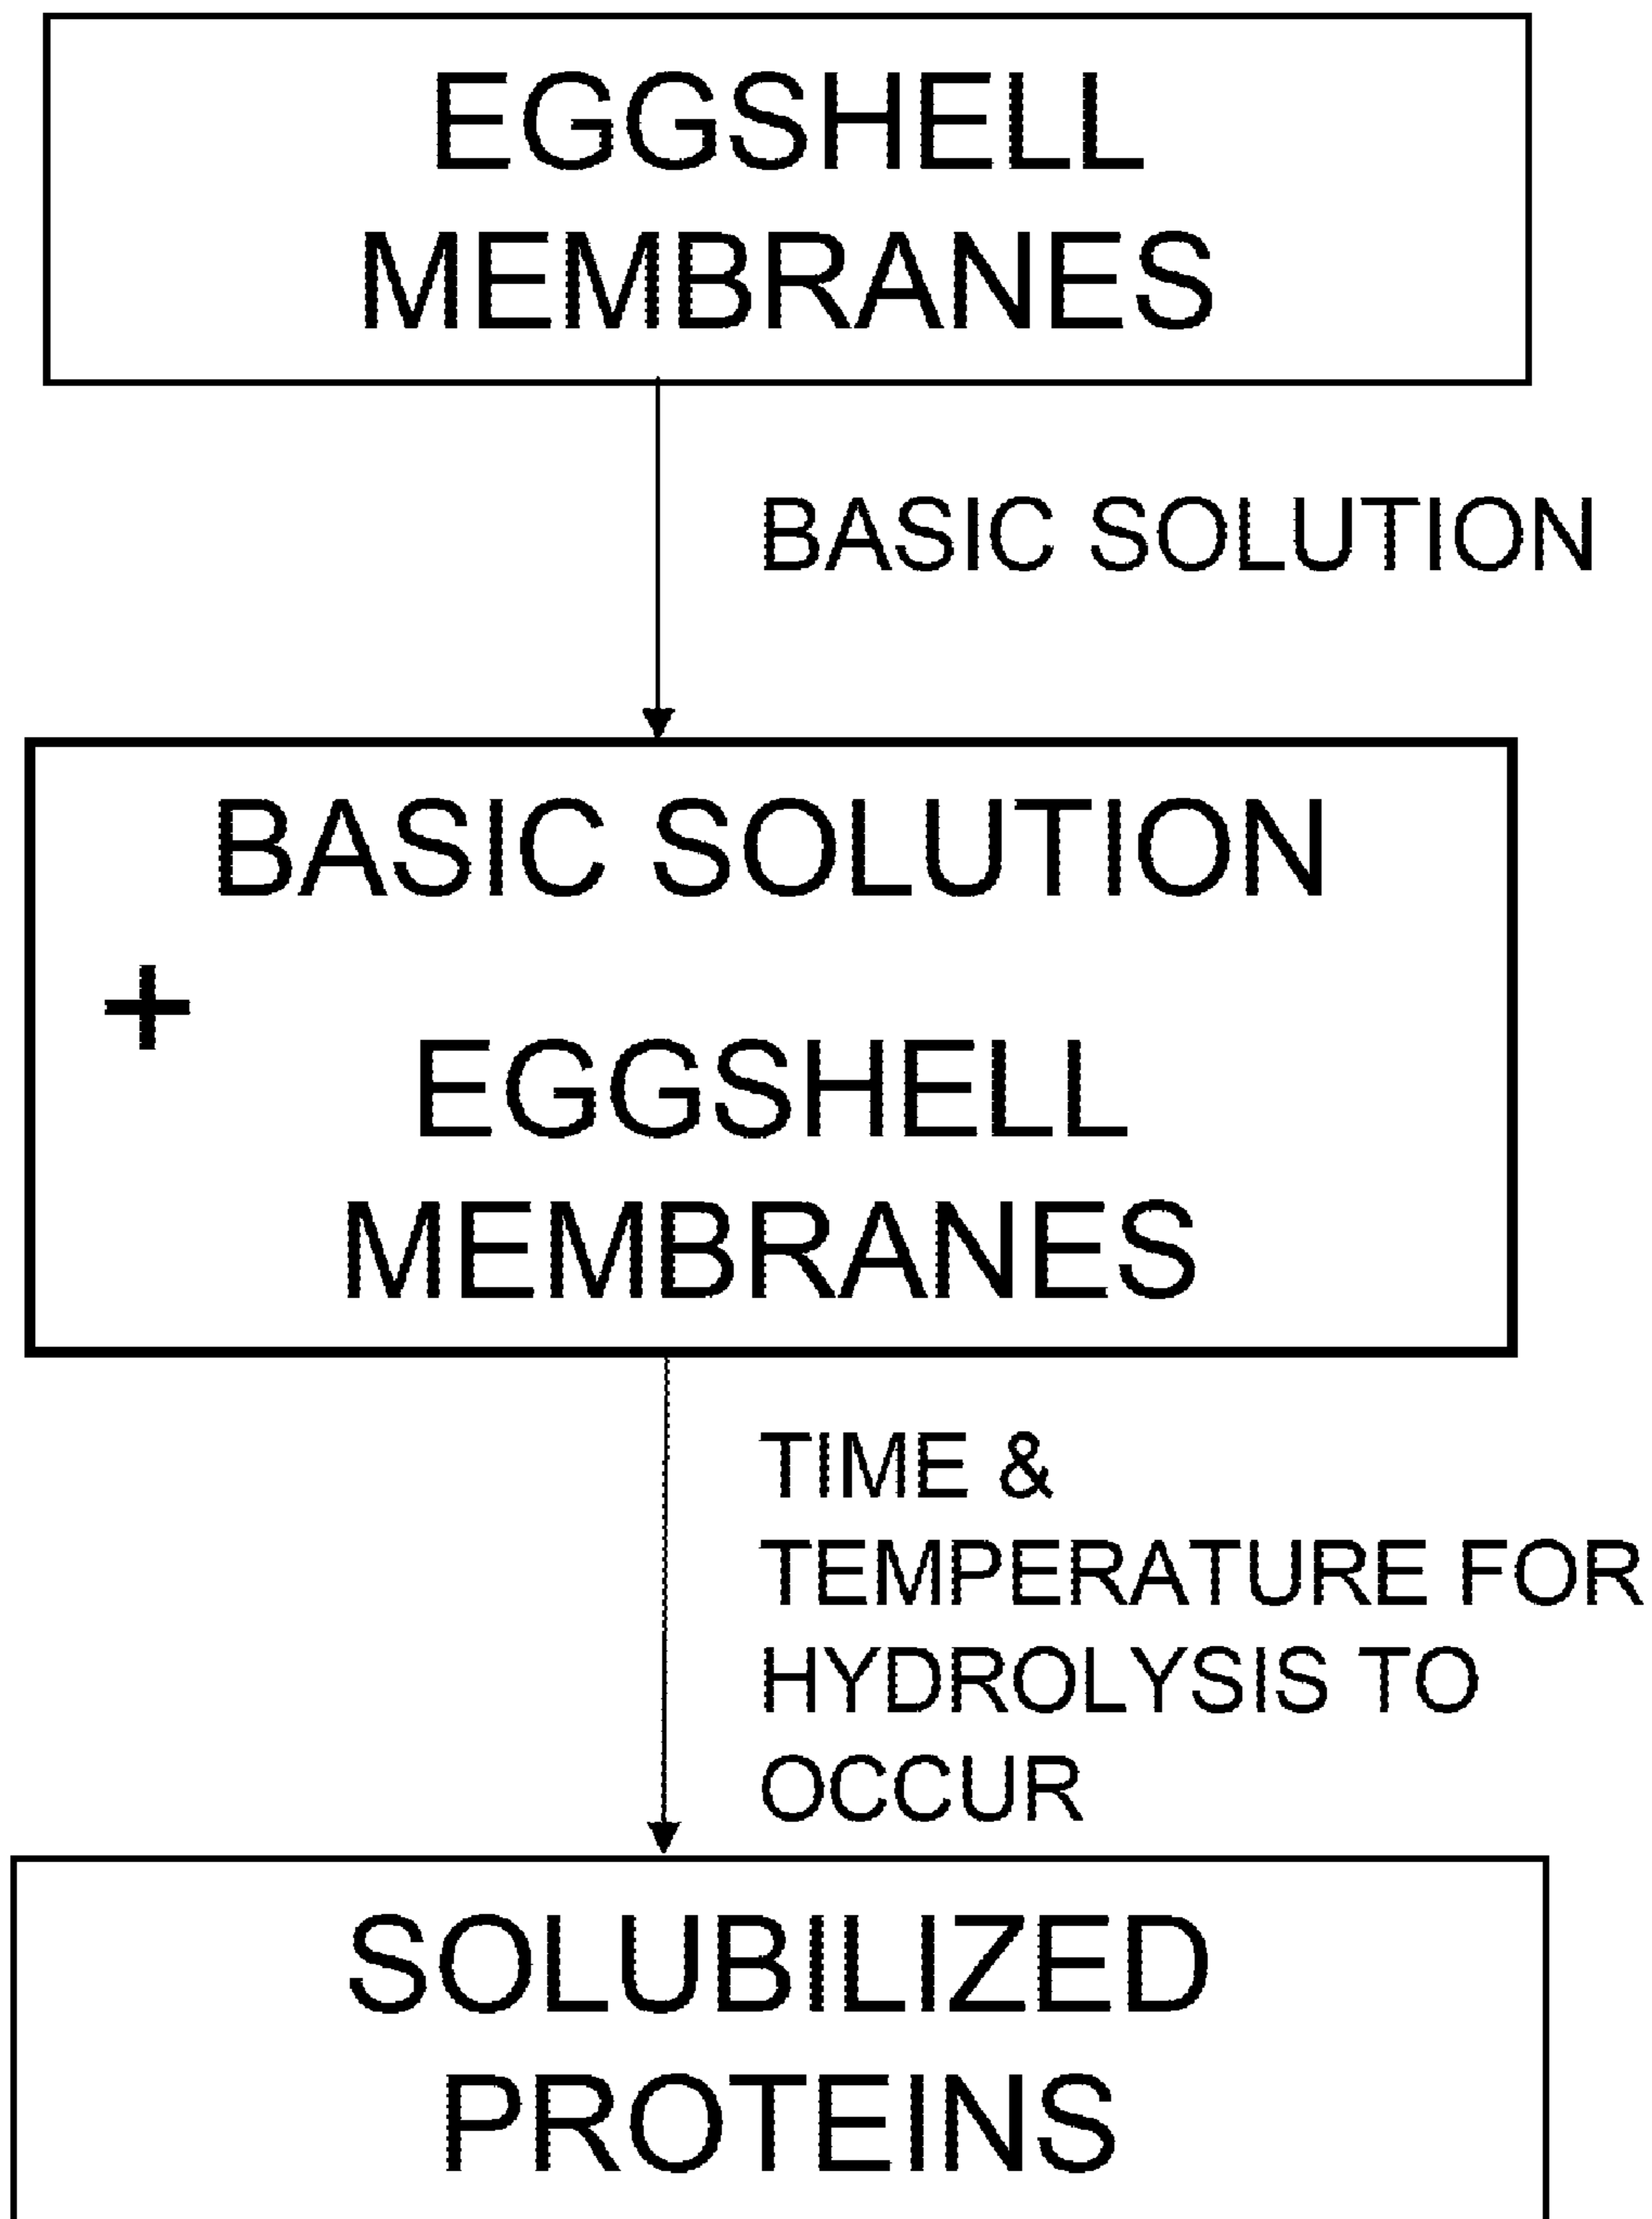 EGGSHELL
MEMBRANES
BASIC SOLUTION
BASIC SOLUTION
+
EGGSHELL
MEMBRANES
TIME &
TEMPERATURE FOR
HYDROLYSIS TO
OCCUR
SOLUBILIZED
PROTEINS